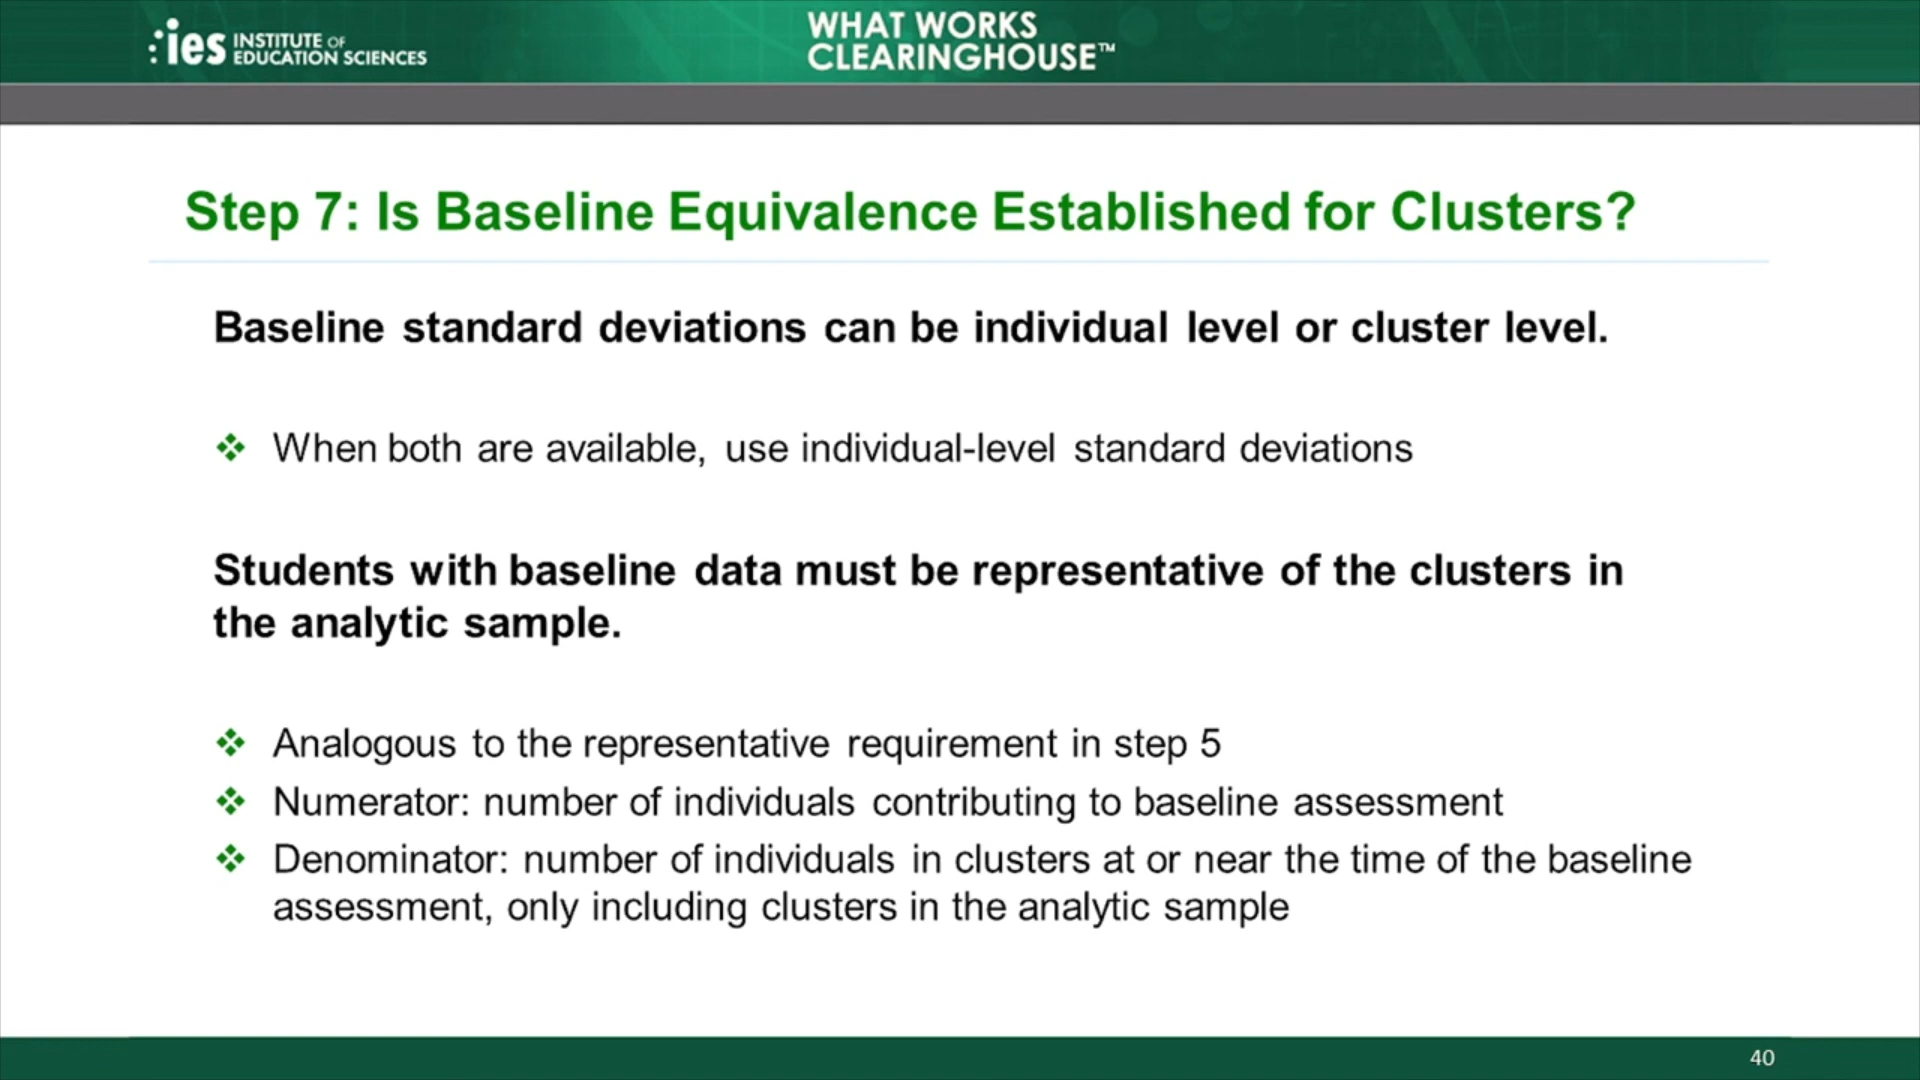 ies INSTITUTE OF
EDUCATION SCIENCES
WHAT WORKS
CLEARINGHOUSE™
Step 7: Is Baseline Equivalence Established for Clusters?
Baseline standard deviations can be individual level or cluster level.
❖ When both are available, use individual-level standard deviations
Students with baseline data must be representative of the clusters in
the analytic sample.
❖ Analogous to the representative requirement in step 5
❖ Numerator: number of individuals contributing to baseline assessment
❖ Denominator: number of individuals in clusters at or near the time of the baseline
assessment, only including clusters in the analytic sample
40